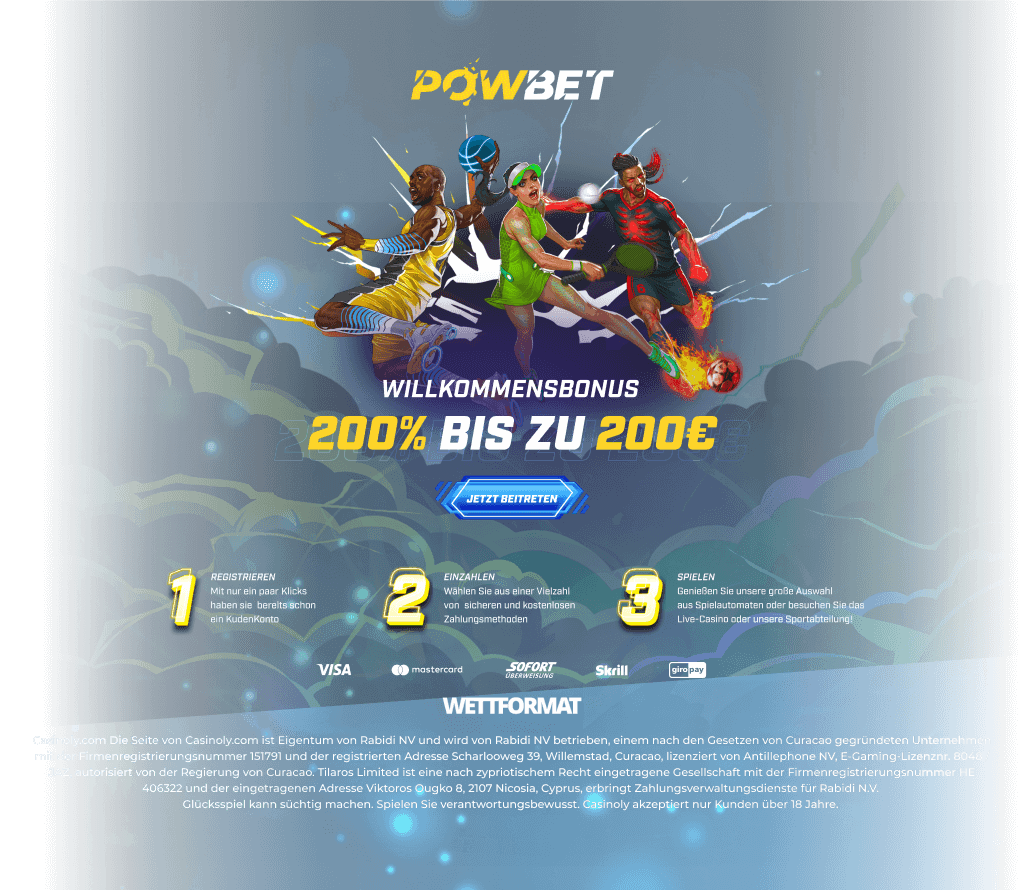 POWBET
WILLKOMMENSBONUS
200% BIS ZU 200€
JETZT BEITRETEN
1
REGISTRIEREN
Mit nur ein paar Klicks
haben sie bereits schon
ein KudenKonto
2
EINZAHLEN
Wählen Sie aus einer Vielzahl
von sicheren und kostenlosen
Zahlungsmethoden
3
SPIELEN
Genießen Sie unsere große Auswahl
aus Spielautomaten oder besuchen Sie das
Live-Casino oder unsere Sportabteilung!
VISA
mastercard
SOFORT
ÜBERWEISUNG
Skrill
giropay
WETTFORMAT
Casinoly.com Die Seite von Casinoly.com ist Eigentum von Rabidi NV und wird von Rabidi NV betrieben, einem nach den Gesetzen von Curacao gegründeten Unternehmen
mit der Firmenregistrierungsnummer 151791 und der registrierten Adresse Scharlooweg 39, Willemstad, Curacao, lizenziert von Antillephone NV, E-Gaming-Lizenznr. 8048
autorisiert von der Regierung von Curacao. Tilaros Limited ist eine nach zypriotischem Recht eingetragene Gesellschaft mit der Firmenregistrierungsnummer HE
406322 und der eingetragenen Adresse Viktoros Ougko 8, 2107 Nicosia, Cyprus, erbringt Zahlungsverwaltungsdienste für Rabidi N.V.
Glücksspiel kann süchtig machen. Spielen Sie verantwortungsbewusst. Casinoly akzeptiert nur Kunden über 18 Jahre.